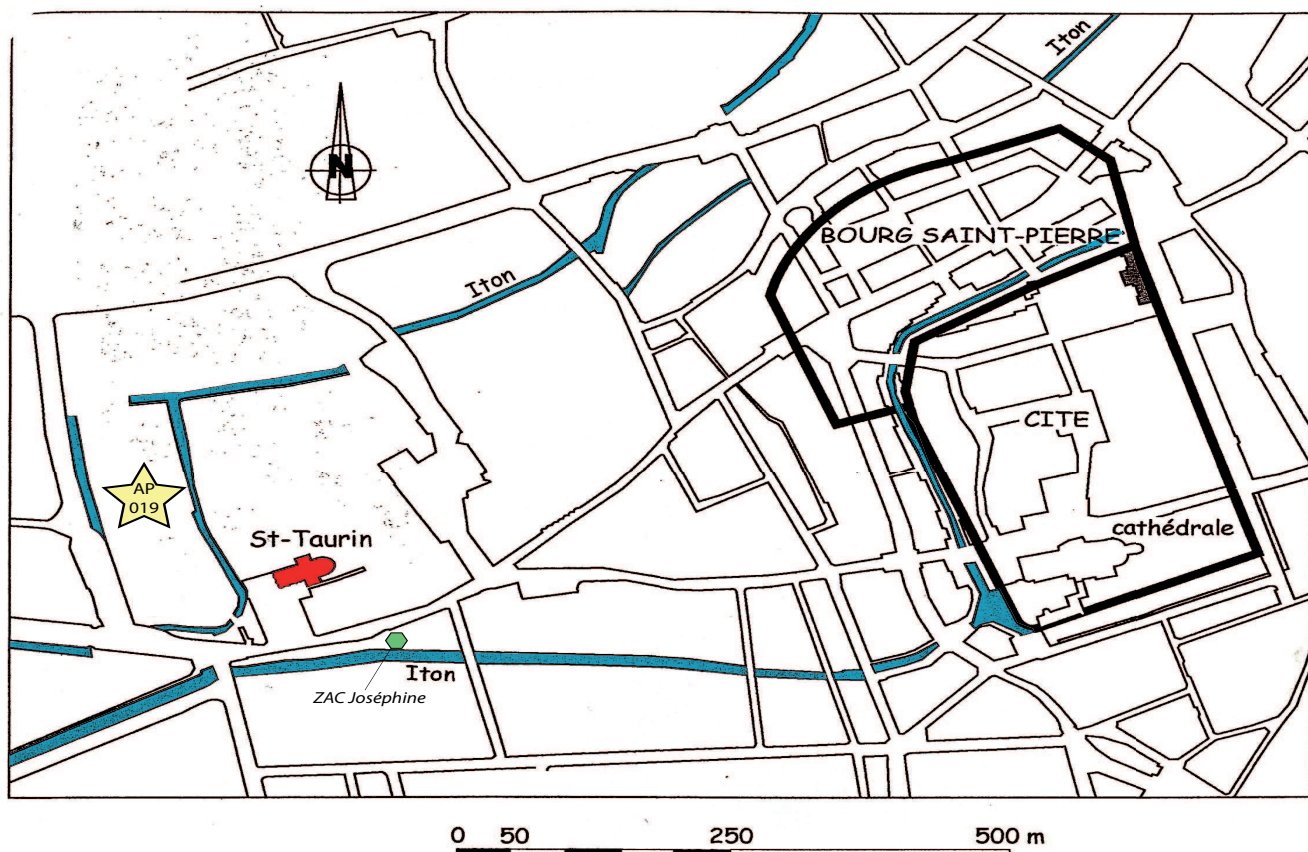 Iton
N
BOURG SAINT-PIERRE
Iton
CITE
AP
019
cathédrale
St-Taurin
Iton
ZAC Joséphine
0 50 250 500 m